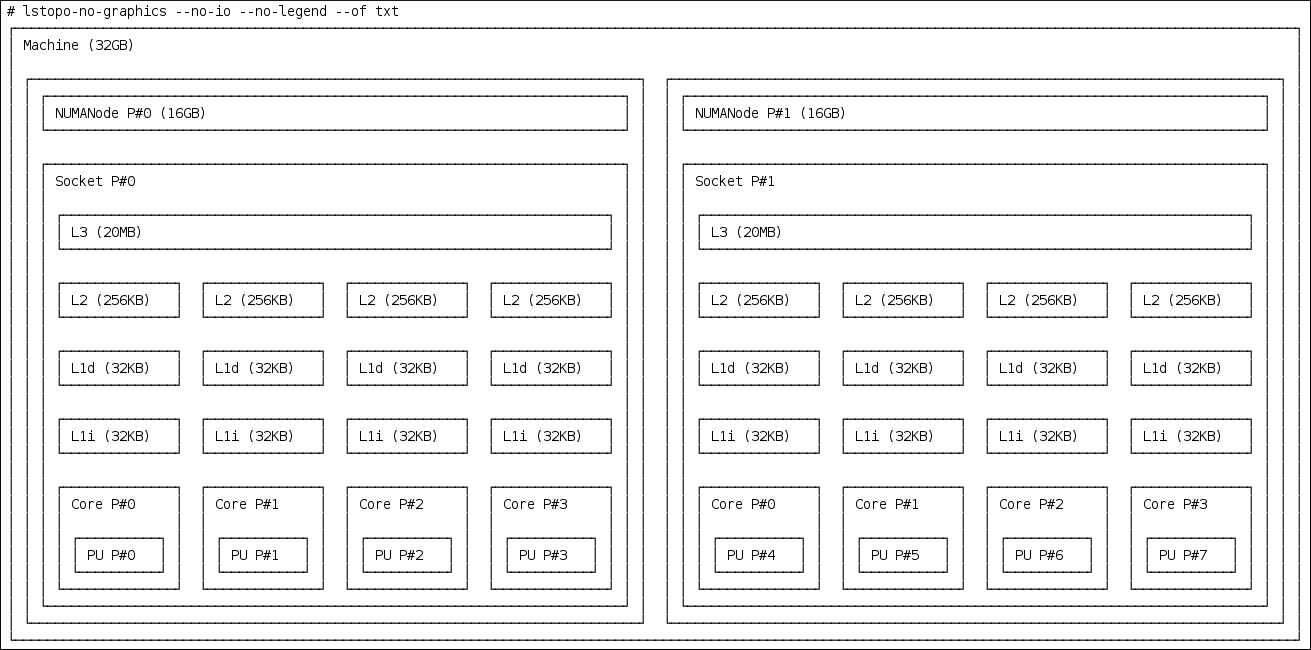 # lstopo-no-graphics --no-io --no-legend --of txt
Machine (32GB)
NUMANode P#0 (16GB) NUMANode P#1 (16GB)
Socket P#0 Socket P#1
L3 (20MB) L3 (20MB)
L2 (256KB) L2 (256KB) L2 (256KB) L2 (256KB) L2 (256KB) L2 (256KB) L2 (256KB) L2 (256KB)
L1d (32KB) L1d (32KB) L1d (32KB) L1d (32KB) L1d (32KB) L1d (32KB) L1d (32KB) L1d (32KB)
L1i (32KB) L1i (32KB) L1i (32KB) L1i (32KB) L1i (32KB) L1i (32KB) L1i (32KB) L1i (32KB)
Core P#0 Core P#1 Core P#2 Core P#3 Core P#0 Core P#1 Core P#2 Core P#3
PU P#0 PU P#1 PU P#2 PU P#3 PU P#4 PU P#5 PU P#6 PU P#7